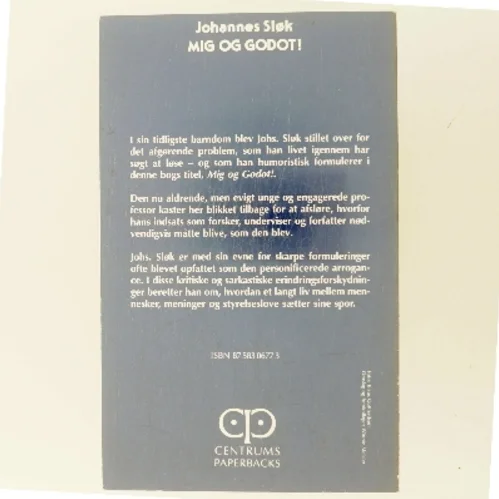 Johannes Sløk
MIG OG GODOT!
I sin tidligste barndom blev Johs. Sløk stillet over for
det afgørende problem, som han livet igennem har
søgt at løse – og som han humoristisk formulerer i
denne bogs titel, Mig og Godot!.
Den nu aldrende, men evigt unge og engagerede pro-
fessor kaster her blikket tilbage for at afsløre, hvorfor
hans indsats som forsker, underviser og forfatter nød-
vendigvis måtte blive, som den blev.
Johs. Sløk er med sin evne for skarpe formuleringer
ofte blevet opfattet som den personificerede arrogan-
ce. I disse kritiske og sarkastiske erindringsforskydnin-
ger beretter han om, hvordan et langt liv mellem men-
nesker, meninger og styrelseslove sætter sine spor.
ISBN 87 583 0677 5
CENTRUMS
PAPERBACKS